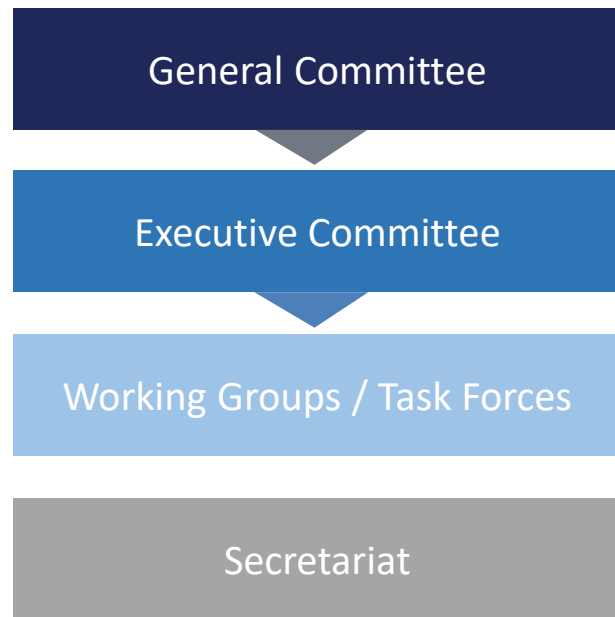 General Committee
Executive Committee
Working Groups / Task Forces
Secretariat